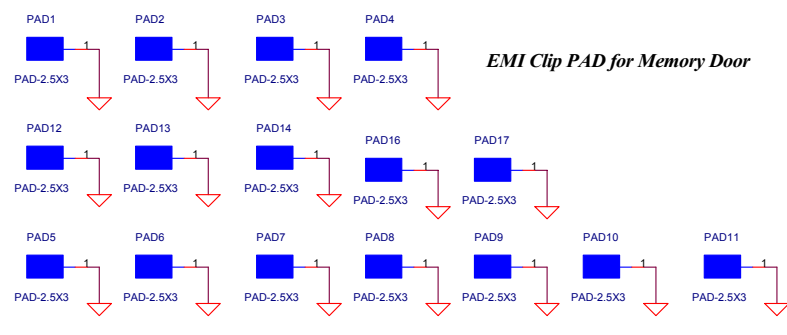 PAD1 PAD2 PAD3 PAD4
1 1 1 1
EMI Clip PAD for Memory Door
PAD-2.5X3 PAD-2.5X3 PAD-2.5X3 PAD-2.5X3
PAD12 PAD13 PAD14
PAD16 PAD17
1 1 1
1 1
PAD-2.5X3 PAD-2.5X3 PAD-2.5X3
PAD-2.5X3 PAD-2.5X3
PAD5 PAD6 PAD7 PAD8 PAD9 PAD10 PAD11
1 1 1 1 1 1 1
PAD-2.5X3 PAD-2.5X3 PAD-2.5X3 PAD-2.5X3 PAD-2.5X3 PAD-2.5X3 PAD-2.5X3